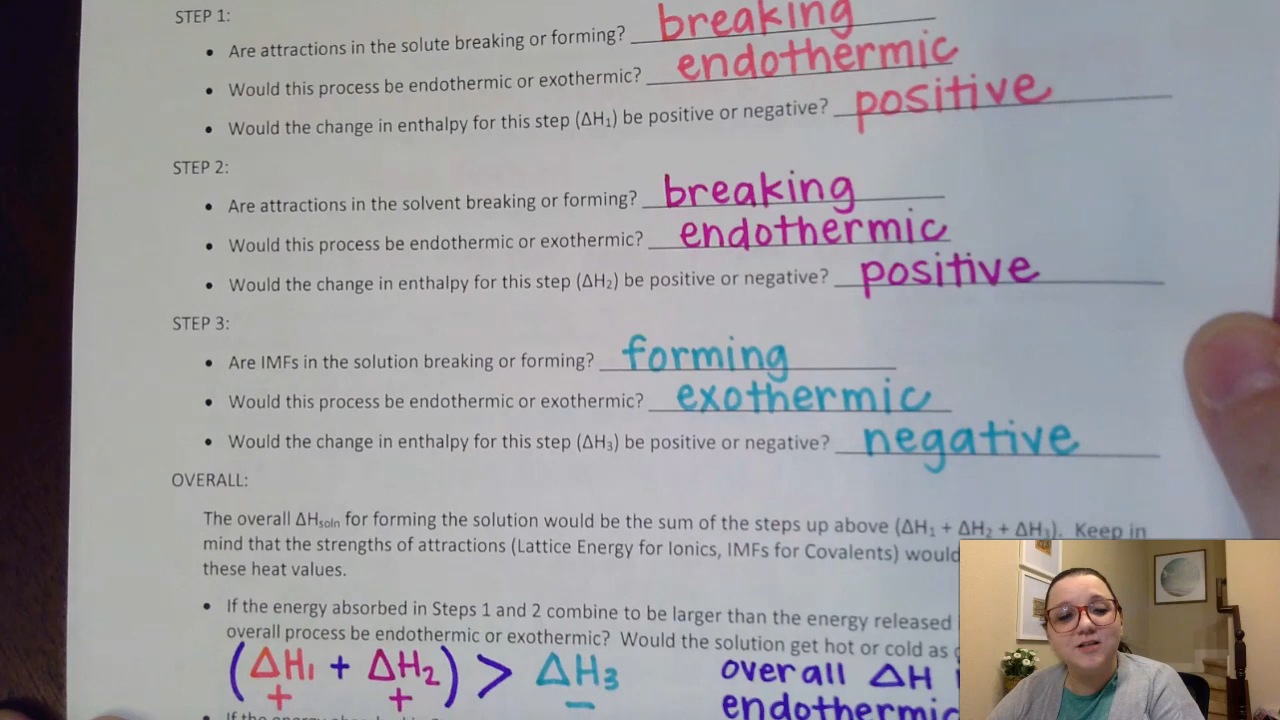 STEP 1:
• Are attractions in the solute breaking or forming? breaking
• Would this process be endothermic or exothermic? endothermic
• Would the change in enthalpy for this step (ΔH₁) be positive or negative? positive
STEP 2:
• Are attractions in the solvent breaking or forming? breaking
• Would this process be endothermic or exothermic? endothermic
• Would the change in enthalpy for this step (ΔH₂) be positive or negative? positive
STEP 3:
• Are IMFs in the solution breaking or forming? forming
• Would this process be endothermic or exothermic? exothermic
• Would the change in enthalpy for this step (ΔH₃) be positive or negative? negative
OVERALL:
The overall ΔHsoln for forming the solution would be the sum of the steps up above (ΔH₁ + ΔH₂ + ΔH₃). Keep in
mind that the strengths of attractions (Lattice Energy for Ionics, IMFs for Covalents) would
these heat values.
• If the energy absorbed in Steps 1 and 2 combine to be larger than the energy released
overall process be endothermic or exothermic? Would the solution get hot or cold as
(ΔH₁ + ΔH₂) > ΔH₃ overall ΔH
+ + − endothermic
• If the energy